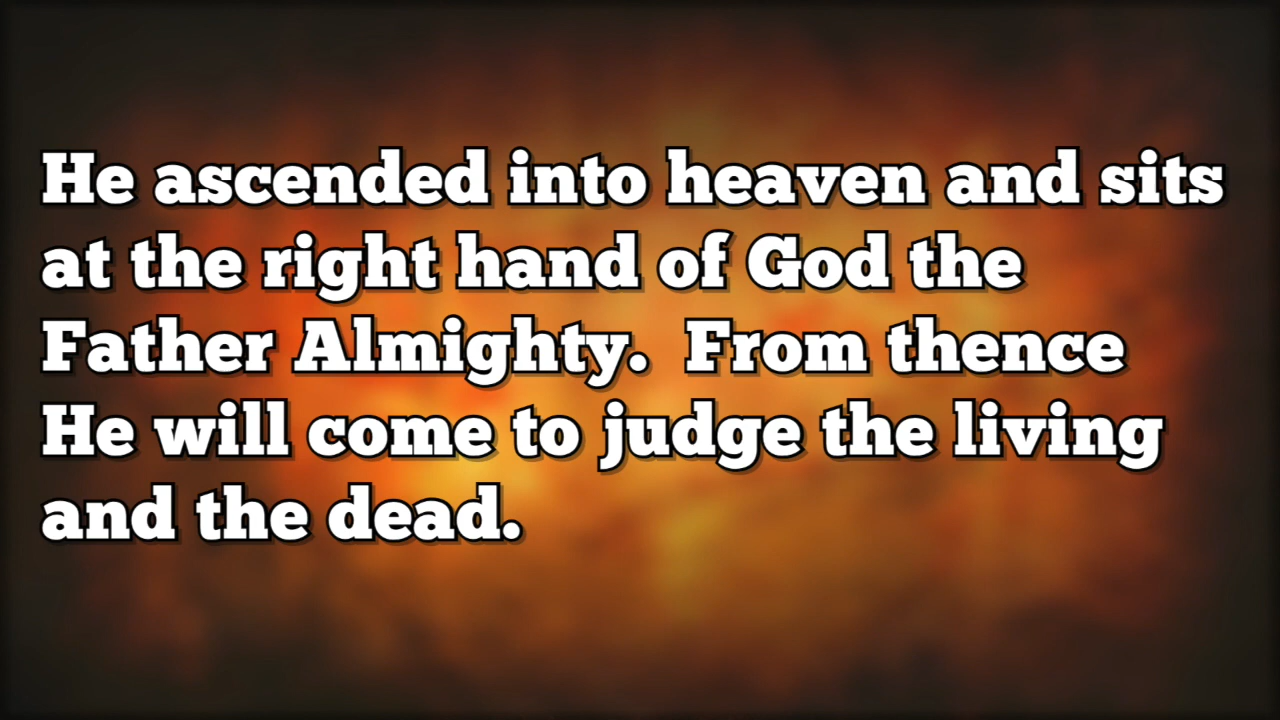 He ascended into heaven and sits
at the right hand of God the
Father Almighty.  From thence
He will come to judge the living
and the dead.